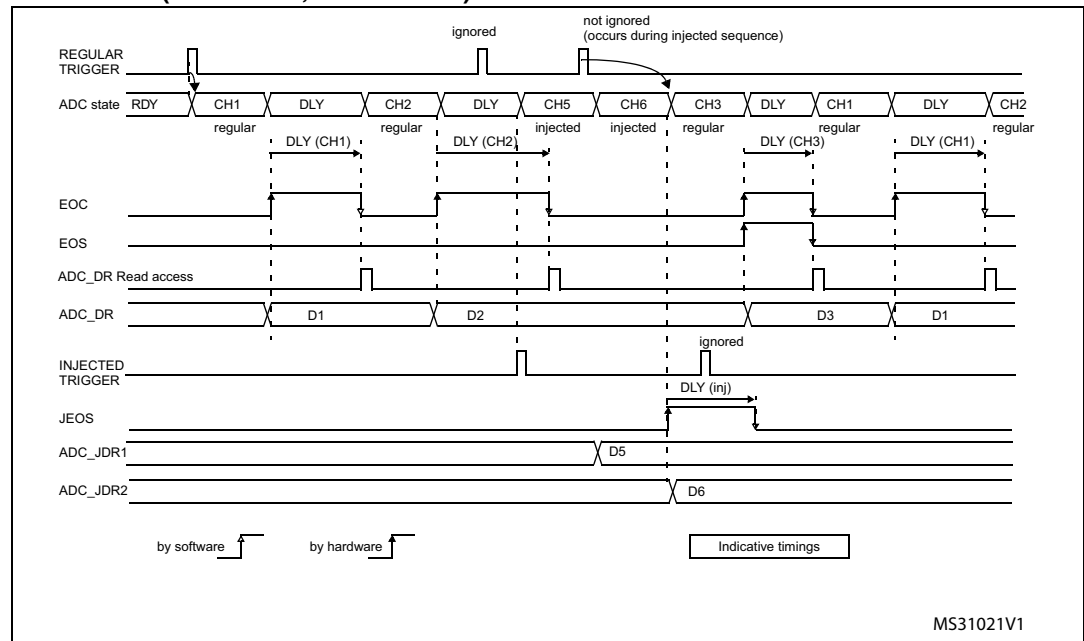 ignored
not ignored
(occurs during injected sequence)
REGULAR
TRIGGER
ADC state RDY CH1 DLY CH2 DLY CH5 CH6 CH3 DLY CH1 DLY CH2
regular regular injected injected regular regular regular
DLY (CH1) DLY (CH2) DLY (CH3) DLY (CH1)
EOC
EOS
ADC_DR Read access
ADC_DR D1 D2 D3 D1
ignored
INJECTED
TRIGGER
DLY (inj)
JEOS
ADC_JDR1 D5
ADC_JDR2 D6
by software by hardware Indicative timings
MS31021V1